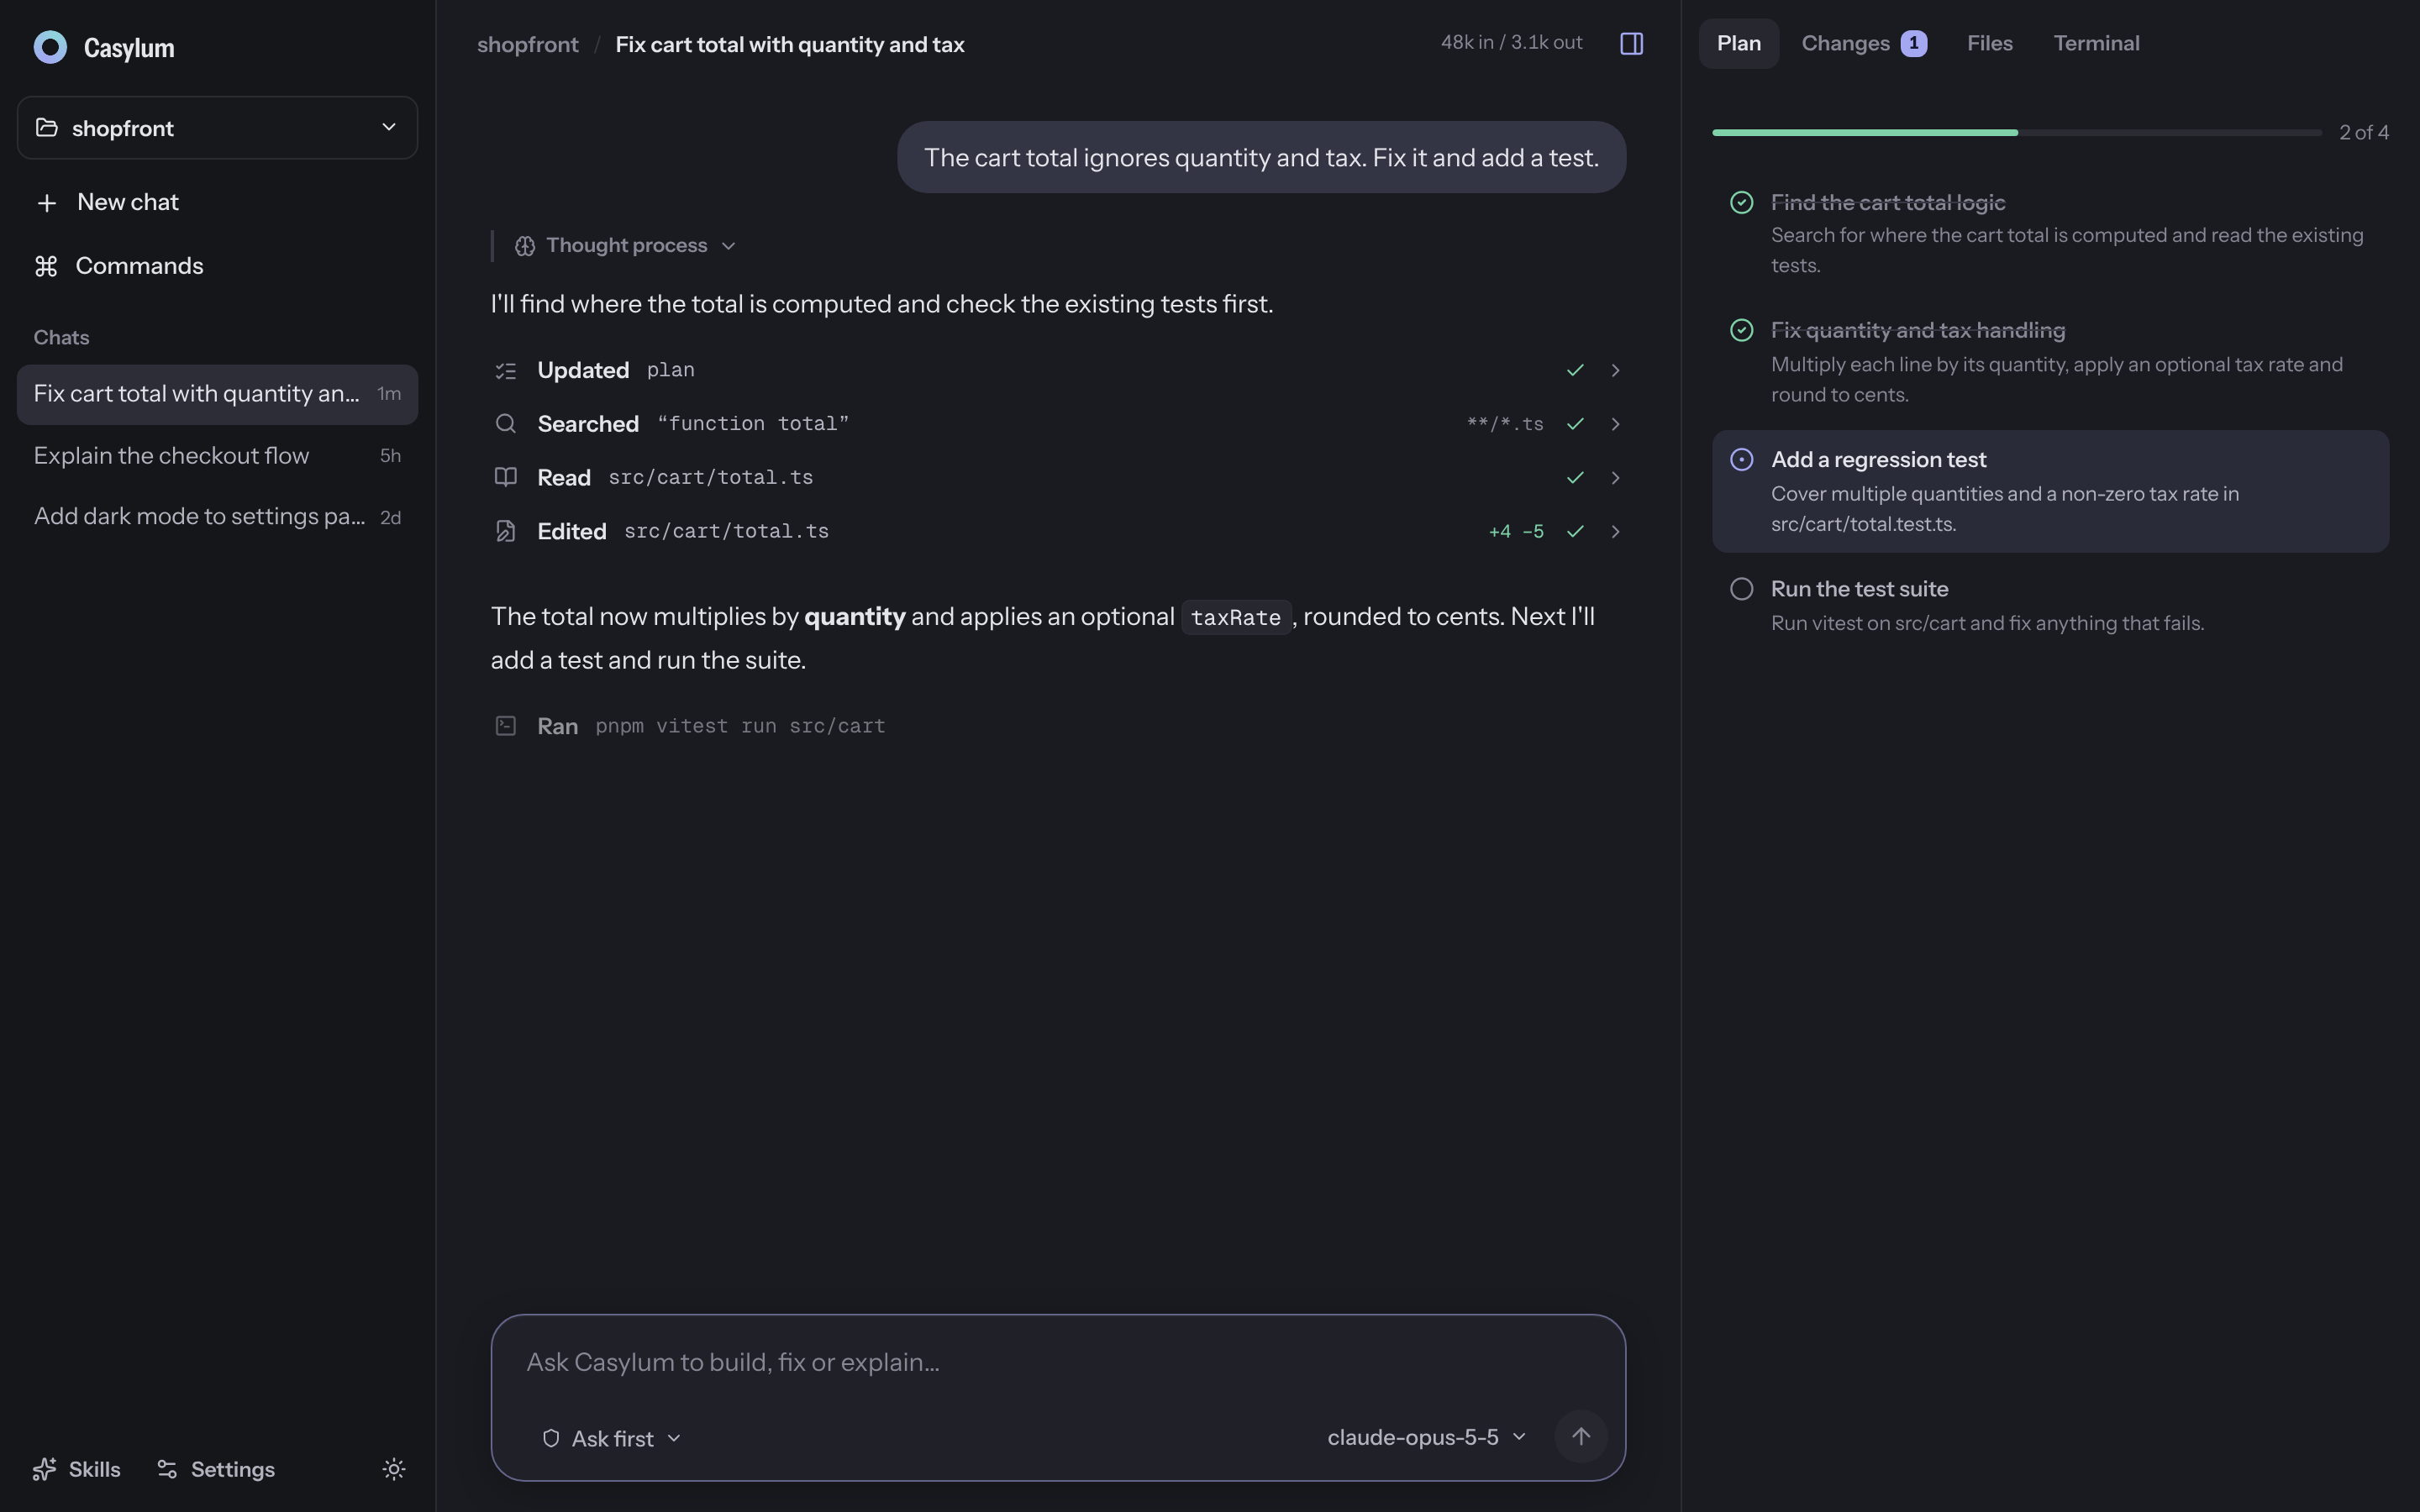 Casylum
shopfront
New chat
Commands
Chats
Fix cart total with quantity an... 1m
Explain the checkout flow 5h
Add dark mode to settings pa... 2d
Skills Settings
shopfront / Fix cart total with quantity and tax 48k in / 3.1k out
The cart total ignores quantity and tax. Fix it and add a test.
Thought process
I'll find where the total is computed and check the existing tests first.
Updated plan
Searched “function total” **/*.ts
Read src/cart/total.ts
Edited src/cart/total.ts +4 −5
The total now multiplies by quantity and applies an optional taxRate, rounded to cents. Next I'll
add a test and run the suite.
Ran pnpm vitest run src/cart
Ask Casylum to build, fix or explain...
Ask first claude-opus-5-5
Plan Changes 1 Files Terminal
2 of 4
Find the cart total logic
Search for where the cart total is computed and read the existing
tests.
Fix quantity and tax handling
Multiply each line by its quantity, apply an optional tax rate and
round to cents.
Add a regression test
Cover multiple quantities and a non-zero tax rate in
src/cart/total.test.ts.
Run the test suite
Run vitest on src/cart and fix anything that fails.